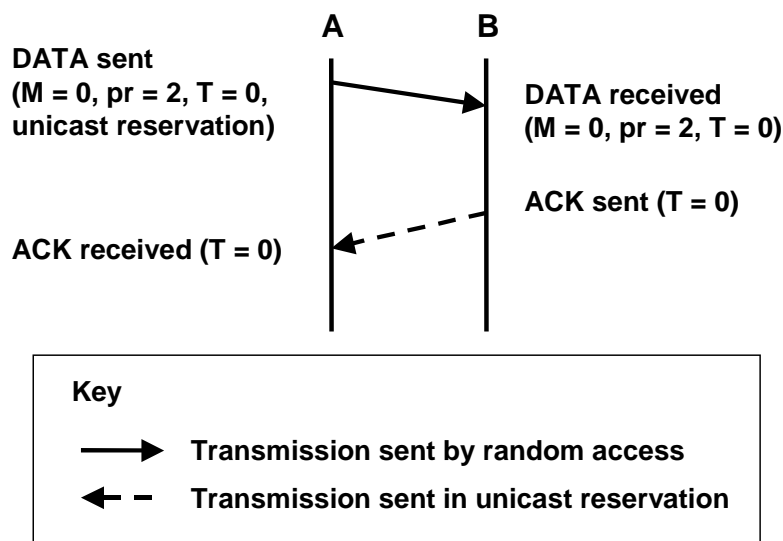 A B
DATA sent
(M = 0, pr = 2, T = 0,
unicast reservation)
DATA received
(M = 0, pr = 2, T = 0)
ACK sent (T = 0)
ACK received (T = 0)
Key
Transmission sent by random access
Transmission sent in unicast reservation